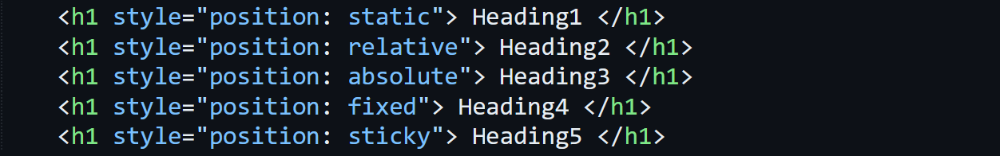 <h1 style="position: static"> Heading1 </h1>
<h1 style="position: relative"> Heading2 </h1>
<h1 style="position: absolute"> Heading3 </h1>
<h1 style="position: fixed"> Heading4 </h1>
<h1 style="position: sticky"> Heading5 </h1>